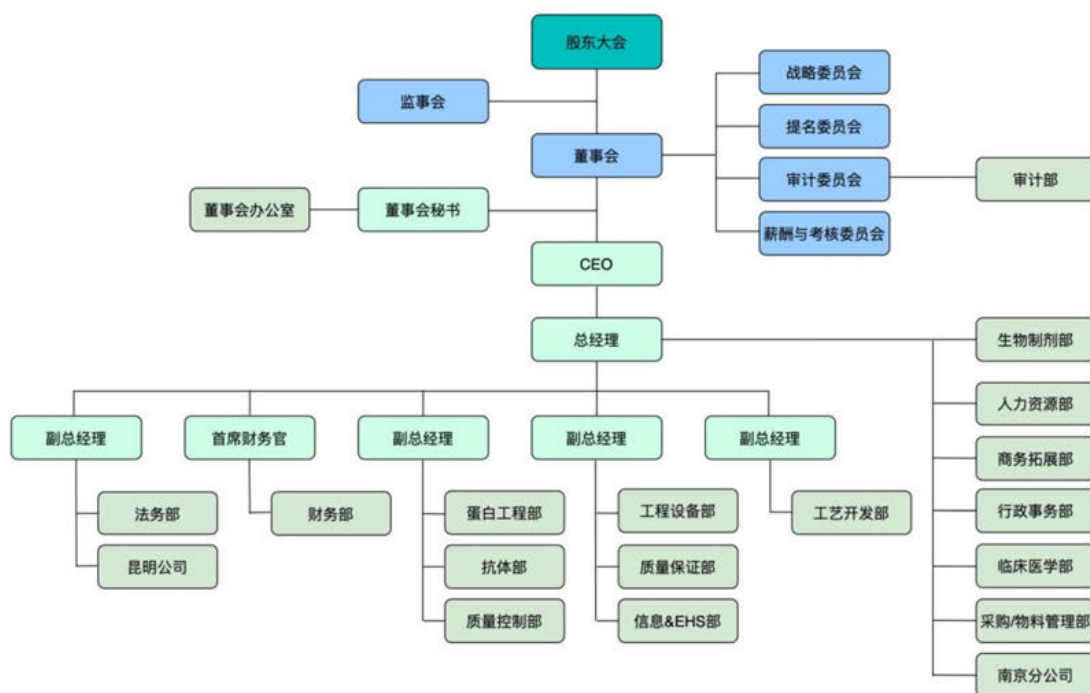 股东大会
监事会
战略委员会
提名委员会
董事会
审计委员会
审计部
董事会办公室
董事会秘书
薪酬与考核委员会
CEO
总经理
生物制剂部
人力资源部
副总经理
首席财务官
副总经理
副总经理
副总经理
商务拓展部
法务部
财务部
蛋白工程部
工程设备部
工艺开发部
行政事务部
昆明公司
抗体部
质量保证部
临床医学部
质量控制部
信息&EHS部
采购/物料管理部
南京分公司